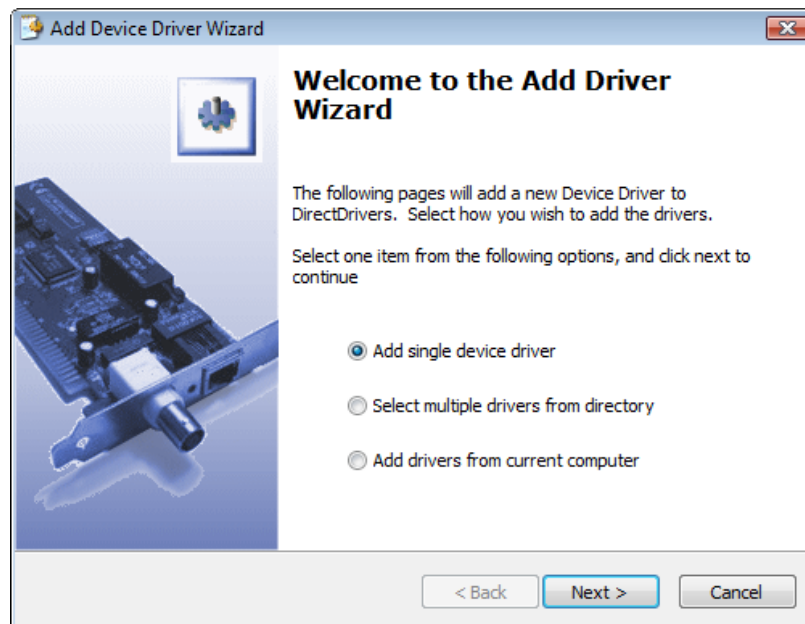 Add Device Driver Wizard
Welcome to the Add Driver
Wizard
The following pages will add a new Device Driver to
DirectDrivers. Select how you wish to add the drivers.
Select one item from the following options, and click next to
continue
Add single device driver
Select multiple drivers from directory
Add drivers from current computer
< Back
Next >
Cancel